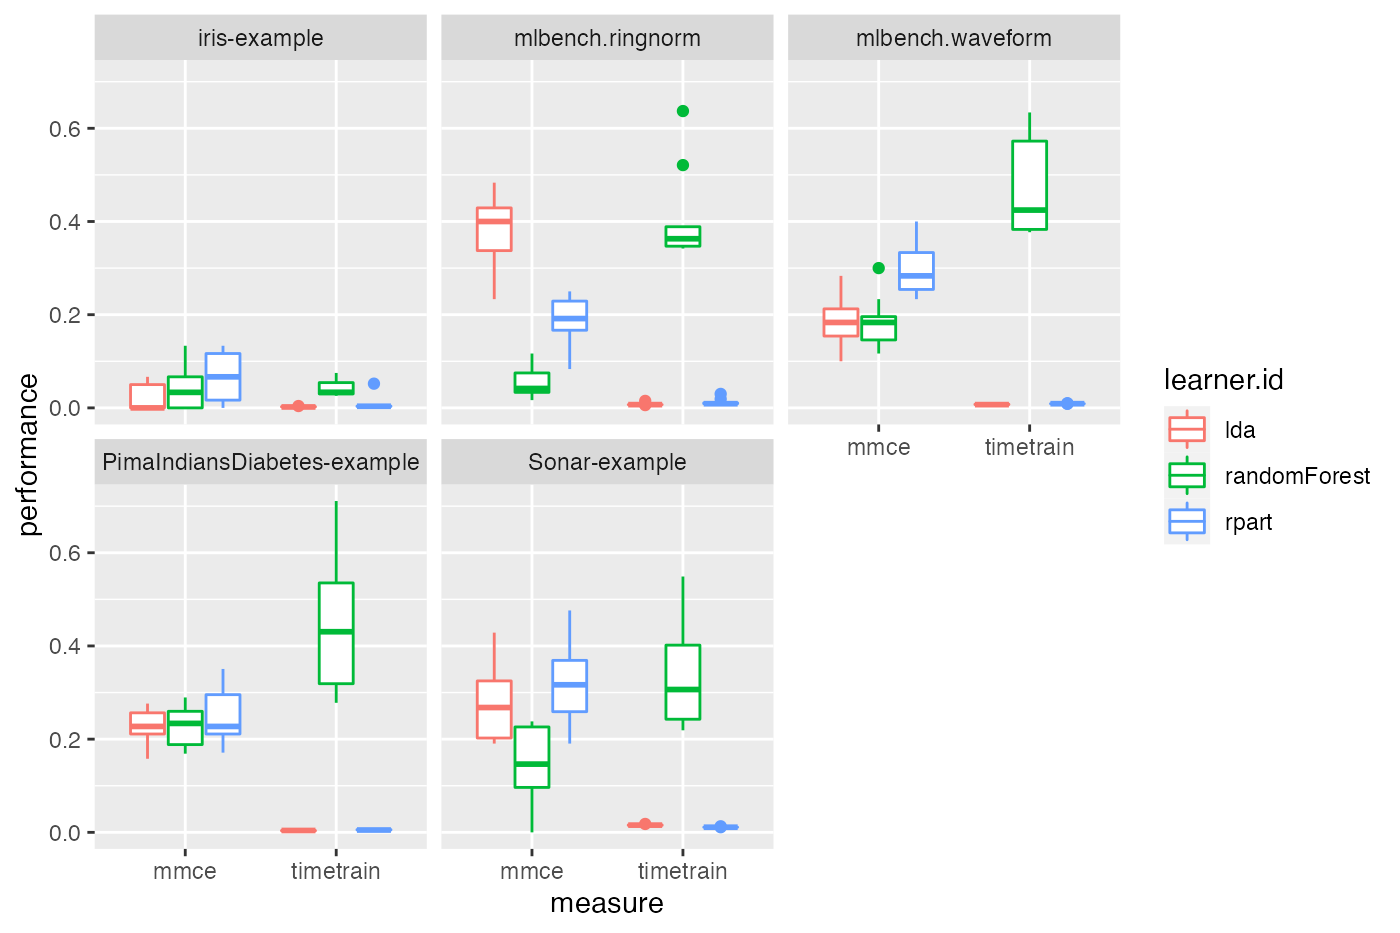 iris-example
mlbench.ringnorm
mlbench.waveform
0.6
0.4
0.2
0.0
mmce timetrain
PimaIndiansDiabetes-example
Sonar-example
0.6
0.4
0.2
0.0
mmce timetrain
mmce timetrain
measure
performance
learner.id
lda
randomForest
rpart